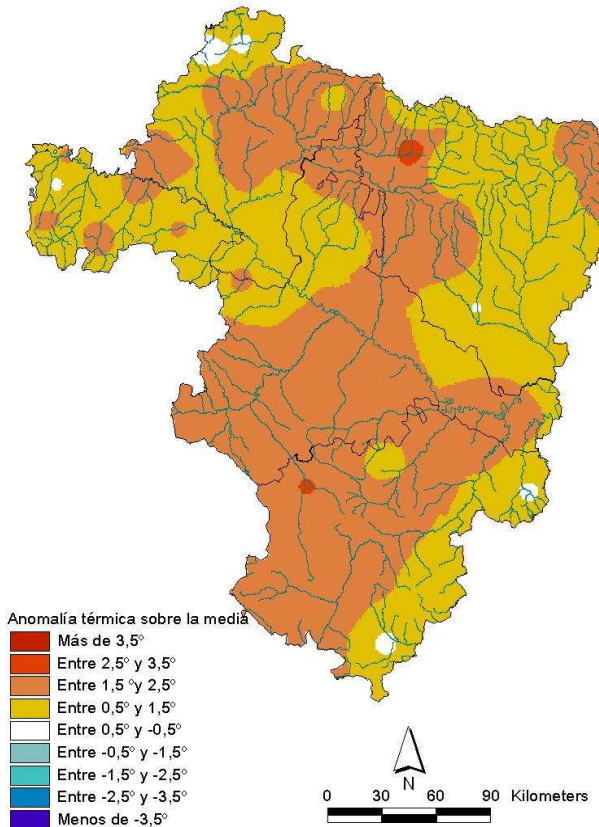 Anomalía térmica sobre la media
Más de 3,5°
Entre 2,5° y 3,5°
Entre 1,5 °y 2,5°
Entre 0,5° y 1,5°
Entre 0,5° y -0,5°
Entre -0,5° y -1,5°
Entre -1,5° y -2,5°
Entre -2,5° y -3,5°
Menos de -3,5°
N
0 30 60 90 Kilometers